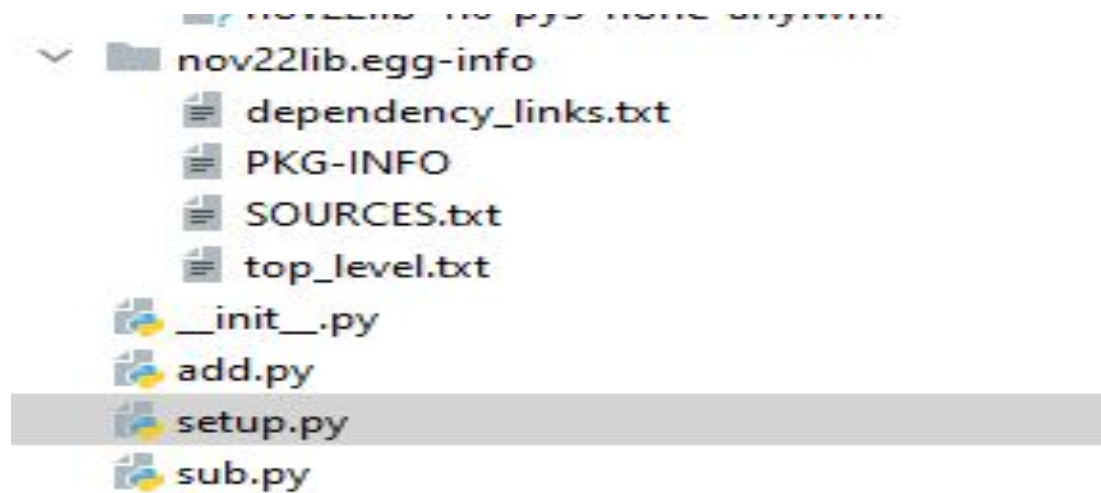 nov22lib.egg-info
dependency_links.txt
PKG-INFO
SOURCES.txt
top_level.txt
__init__.py
add.py
setup.py
sub.py